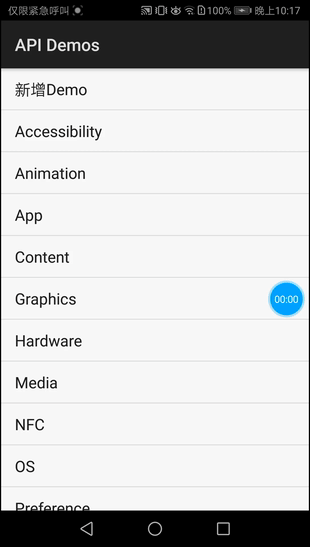 仅限紧急呼叫 100% 晚上10:17
API Demos
新增Demo
Accessibility
Animation
App
Content
Graphics
00:00
Hardware
Media
NFC
OS
Preference